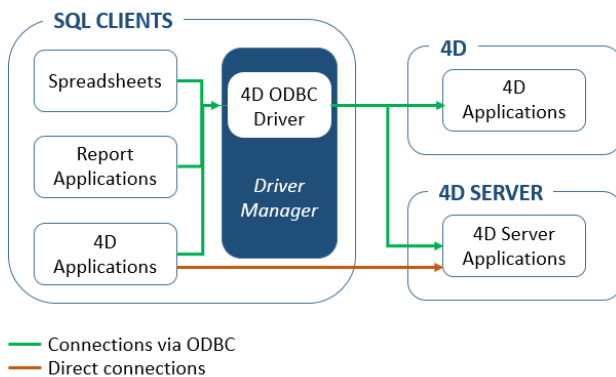 SQL CLIENTS
Spreadsheets
Report
Applications
4D
Applications
4D ODBC
Driver
Driver
Manager
4D
4D
Applications
4D SERVER
4D Server
Applications
Connections via ODBC
Direct connections